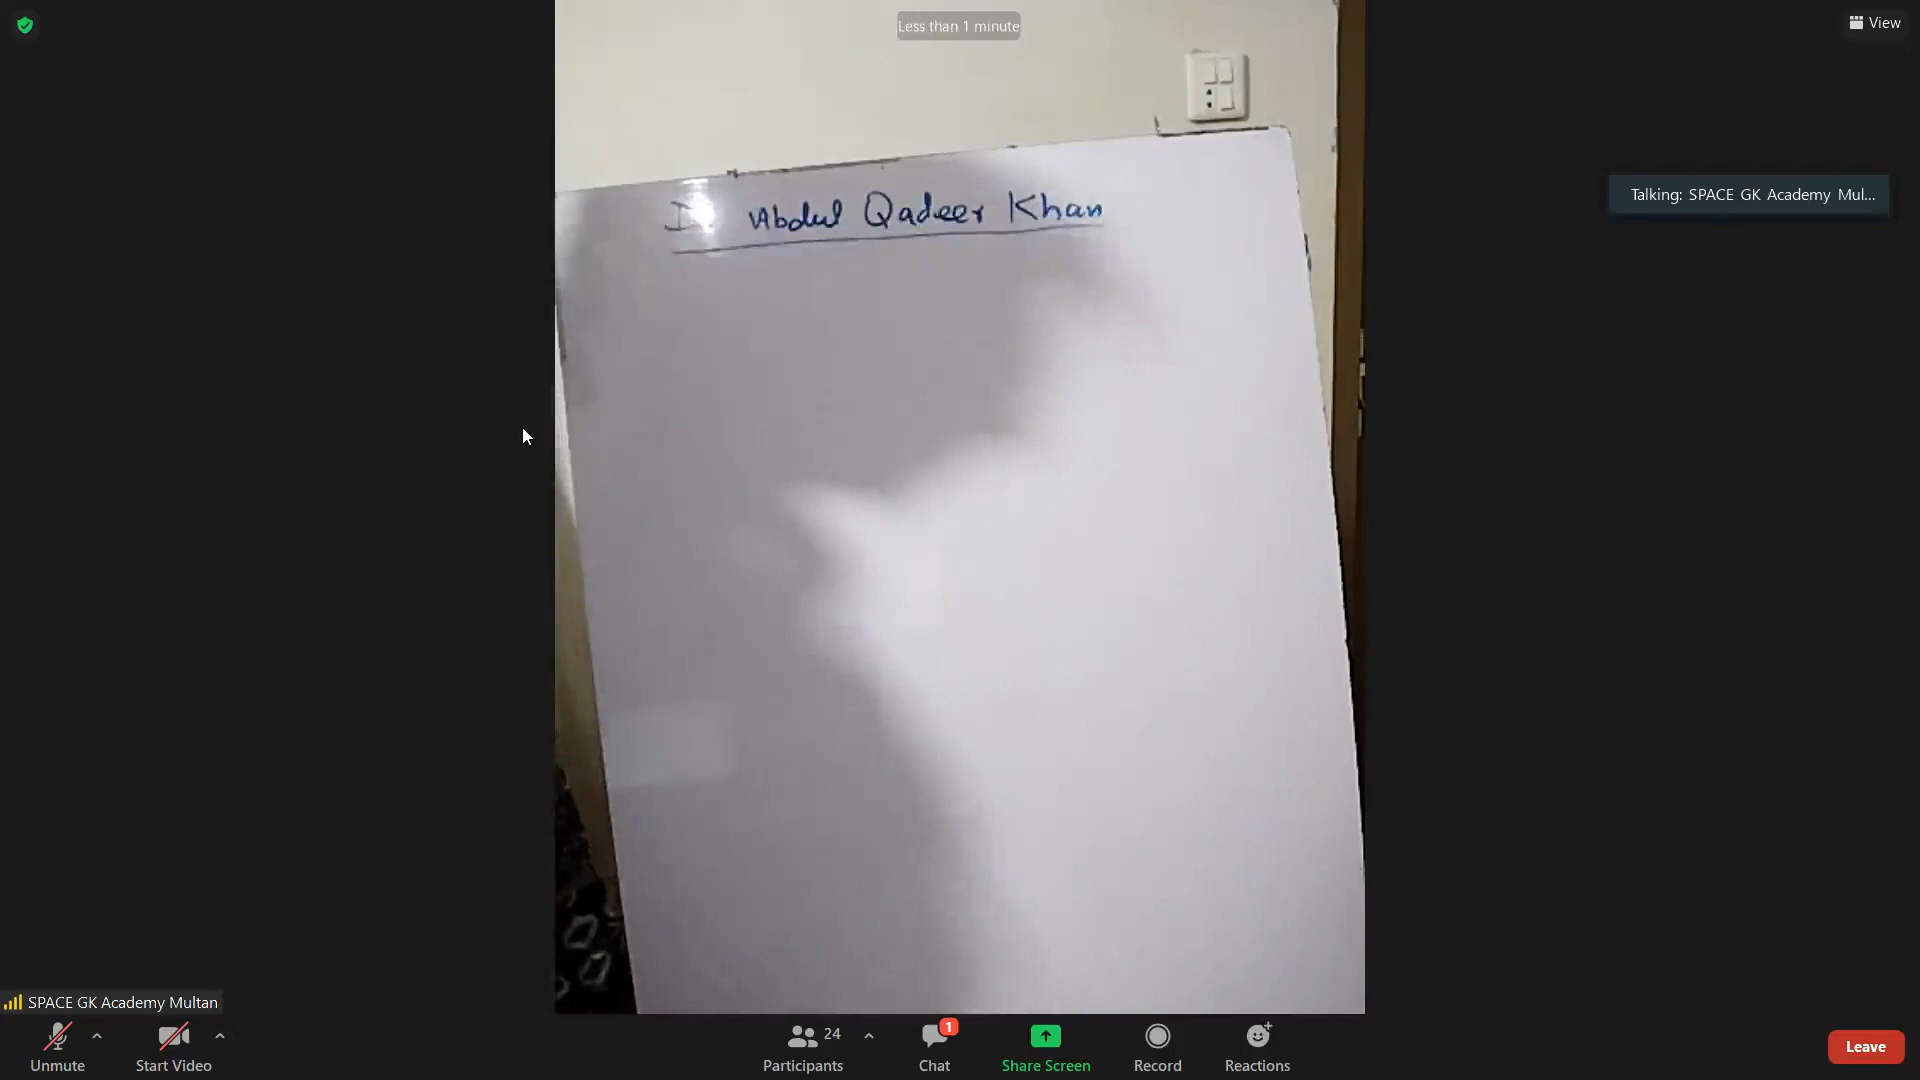 Less than 1 minute
View
Abdul Qadeer Khan
Talking: SPACE GK Academy Mul...
SPACE GK Academy Multan
Unmute
Start Video
24
Participants
1
Chat
Share Screen
Record
Reactions
Leave